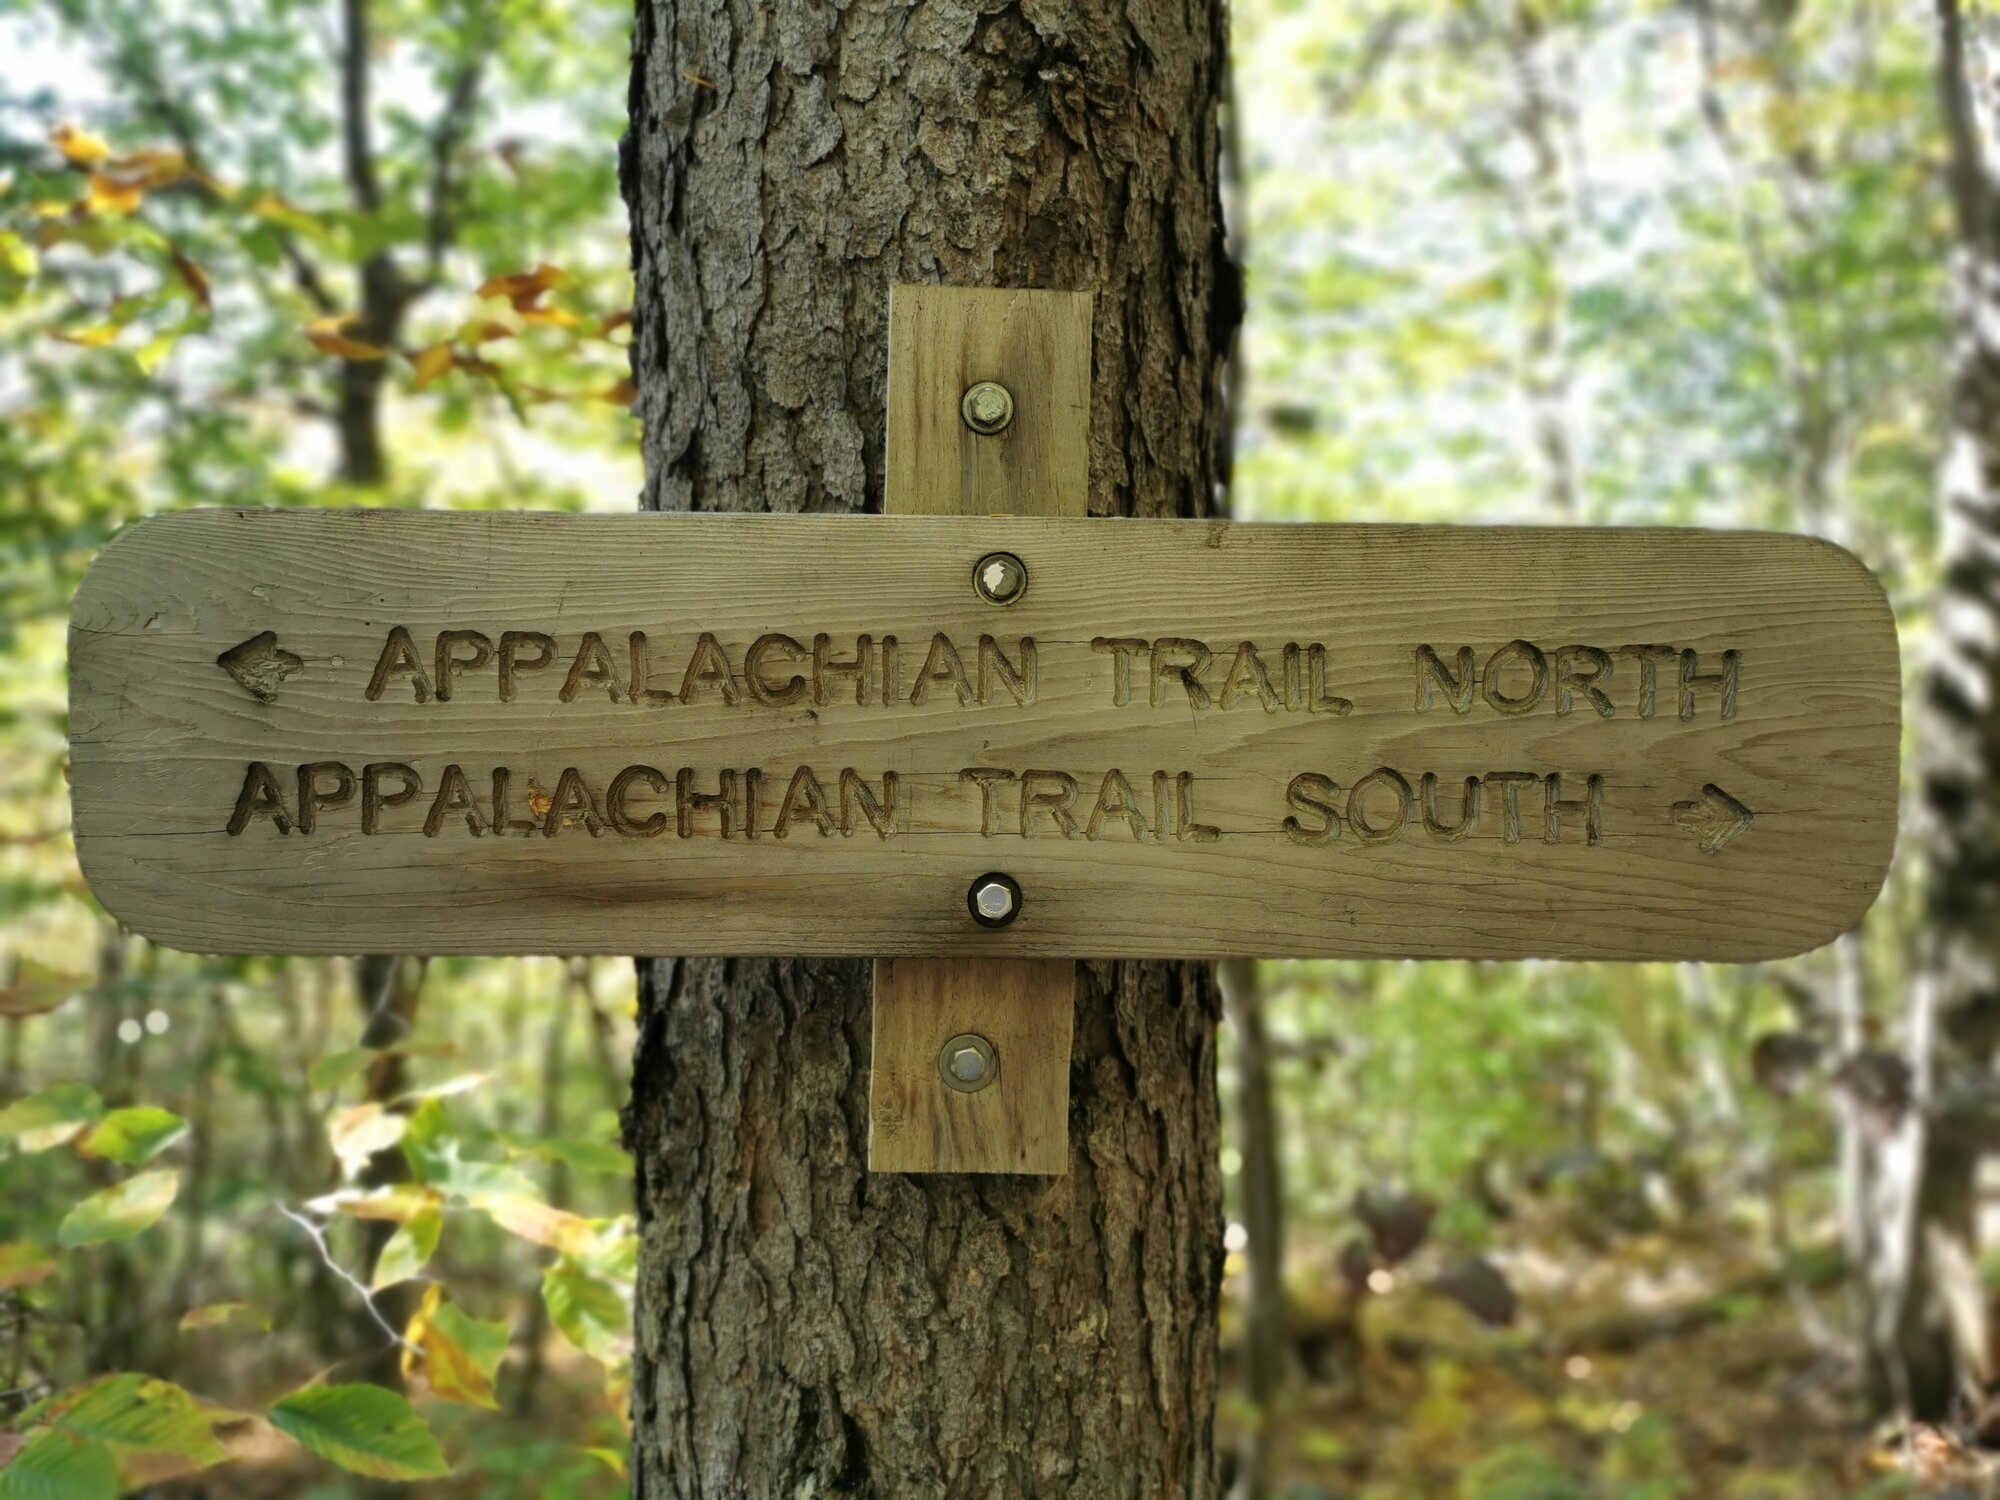 ← APPALACHIAN TRAIL NORTH
APPALACHIAN TRAIL SOUTH →